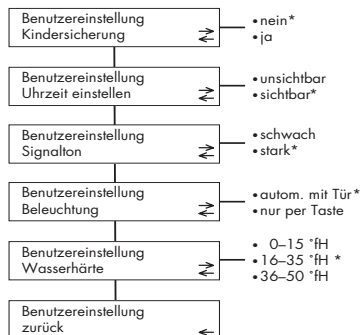 Benutzereinstellung
Kindersicherung
• nein*
• ja
Benutzereinstellung
Uhrzeit einstellen
• unsichtbar
• sichtbar*
Benutzereinstellung
Signalton
• schwach
• stark*
Benutzereinstellung
Beleuchtung
• autom. mit Tür*
• nur per Taste
Benutzereinstellung
Wasserhärte
• 0–15 °fH
• 16–35 °fH *
• 36–50 °fH
Benutzereinstellung
zurück